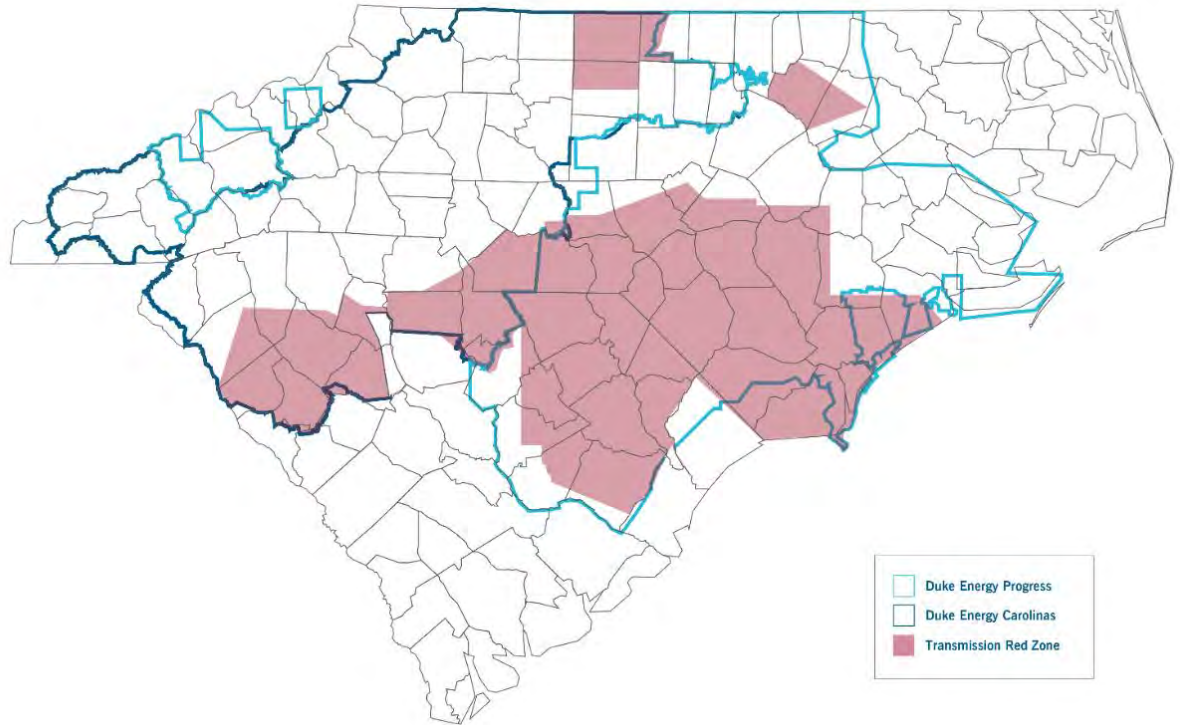 Duke Energy Progress
Duke Energy Carolinas
Transmission Red Zone